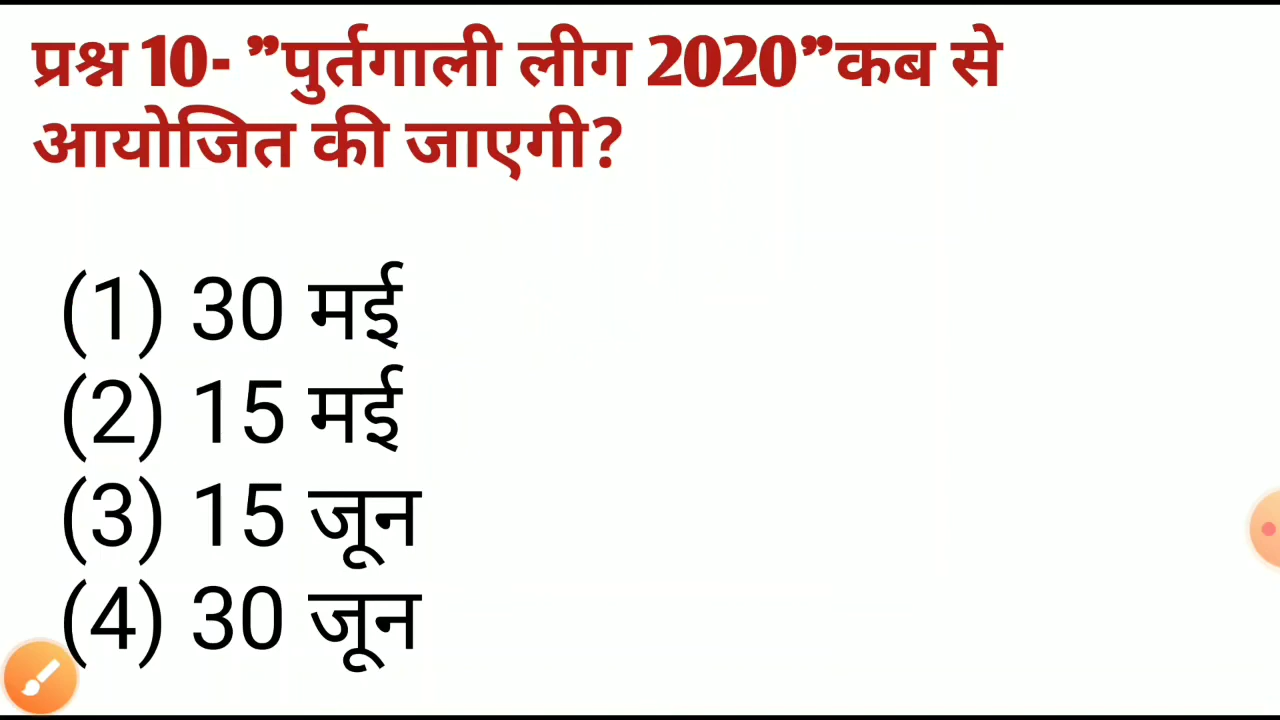 प्रश्न 10- ”पुर्तगाली लीग 2020”कब से
आयोजित की जाएगी?
(1) 30 मई
(2) 15 मई
(3) 15 जून
(4) 30 जून